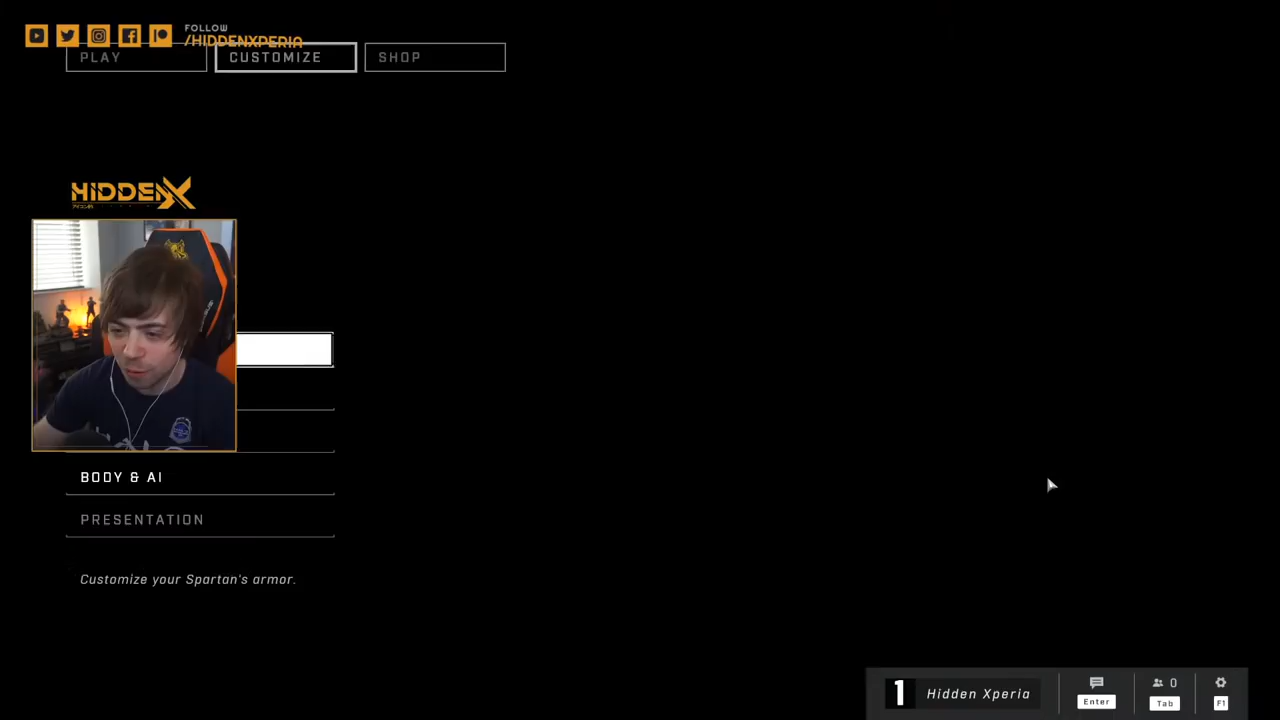 FOLLOW
/HIDDENXPERIA
PLAY
CUSTOMIZE
SHOP
HIDDENX
BODY & AI
PRESENTATION
Customize your Spartan's armor.
1
Hidden Xperia
0
Enter
Tab
F1